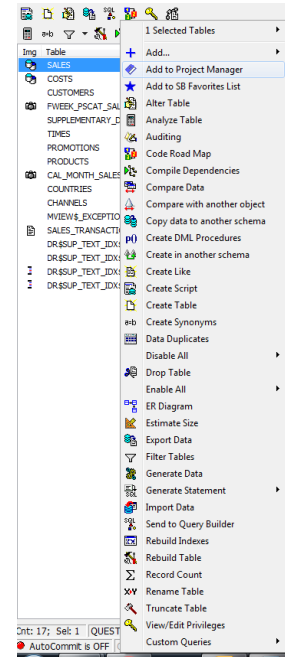 Img Table
SALES
COSTS
CUSTOMERS
FWEEK_PSCAT_SAL
SUPPLEMENTARY_D
TIMES
PROMOTIONS
PRODUCTS
CAL_MONTH_SALES
COUNTRIES
CHANNELS
MVIEW$_EXCEPTIO
SALES_TRANSACTI
DR$SUP_TEXT_IDX
DR$SUP_TEXT_IDX
DR$SUP_TEXT_IDX
DR$SUP_TEXT_IDX
Cnt: 17; Sel: 1 QUEST
AutoCommit is OFF
1 Selected Tables
Add...
Add to Project Manager
Add to SB Favorites List
Alter Table
Analyze Table
Auditing
Code Road Map
Compile Dependencies
Compare Data
Compare with another object
Copy data to another schema
Create DML Procedures
Create in another schema
Create Like
Create Script
Create Table
Create Synonyms
Data Duplicates
Disable All
Drop Table
Enable All
ER Diagram
Estimate Size
Export Data
Filter Tables
Generate Data
Generate Statement
Import Data
Send to Query Builder
Rebuild Indexes
Rebuild Table
Record Count
Rename Table
Truncate Table
View/Edit Privileges
Custom Queries